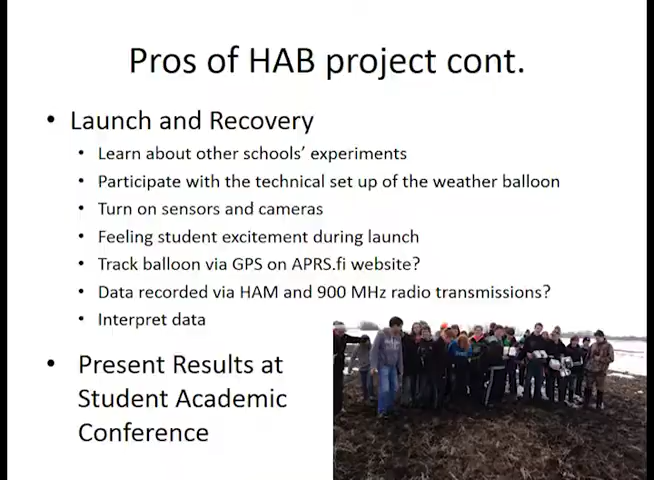 Pros of HAB project cont.
• Launch and Recovery
• Learn about other schools’ experiments
• Participate with the technical set up of the weather balloon
• Turn on sensors and cameras
• Feeling student excitement during launch
• Track balloon via GPS on APRS.fi website?
• Data recorded via HAM and 900 MHz radio transmissions?
• Interpret data
• Present Results at
Student Academic
Conference